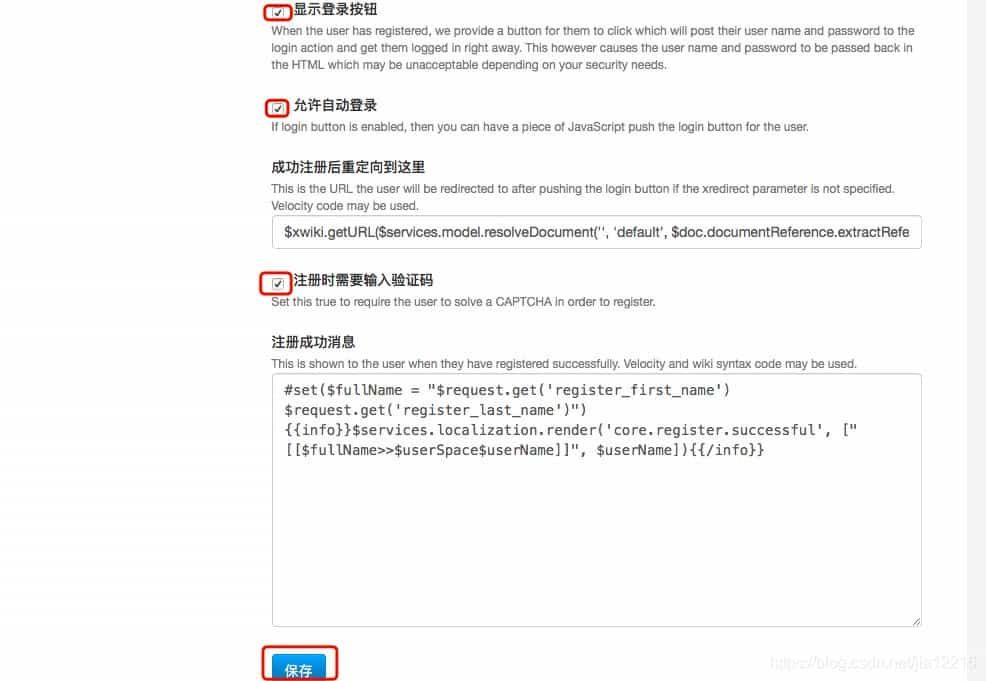 显示登录按钮
When the user has registered, we provide a button for them to click which will post their user name and password to the
login action and get them logged in right away. This however causes the user name and password to be passed back in
the HTML which may be unacceptable depending on your security needs.
允许自动登录
If login button is enabled, then you can have a piece of JavaScript push the login button for the user.
成功注册后重定向到这里
This is the URL the user will be redirected to after pushing the login button if the xredirect parameter is not specified.
Velocity code may be used.
$xwiki.getURL($services.model.resolveDocument('', 'default', $doc.documentReference.extractRefe
注册时需要输入验证码
Set this true to require the user to solve a CAPTCHA in order to register.
注册成功消息
This is shown to the user when they have registered successfully. Velocity and wiki syntax code may be used.
#set($fullName = "$request.get('register_first_name')
$request.get('register_last_name')")
{{info}}$services.localization.render('core.register.successful', ["
[[$fullName>>$userSpace$userName]]", $userName]){{/info}}
保存
https://blog.csdn.net/jia12216